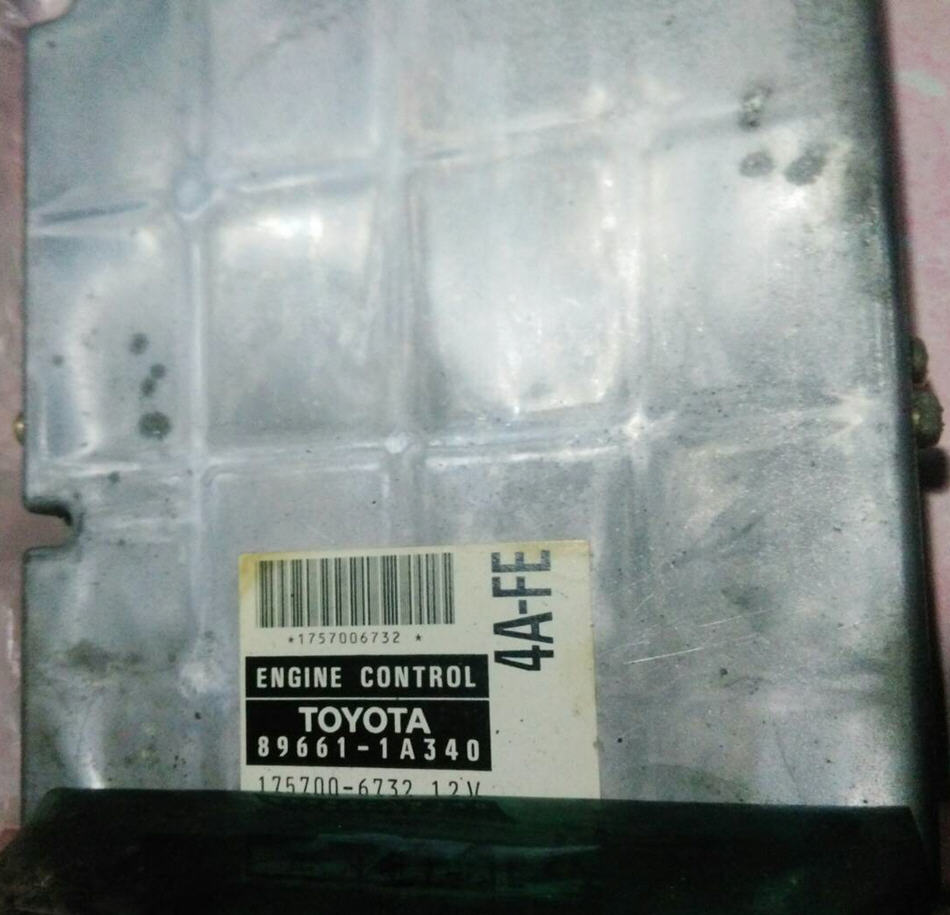 *1757006732 *
4A-FE
ENGINE CONTROL
TOYOTA
89661-1A340
175700-6732 12V